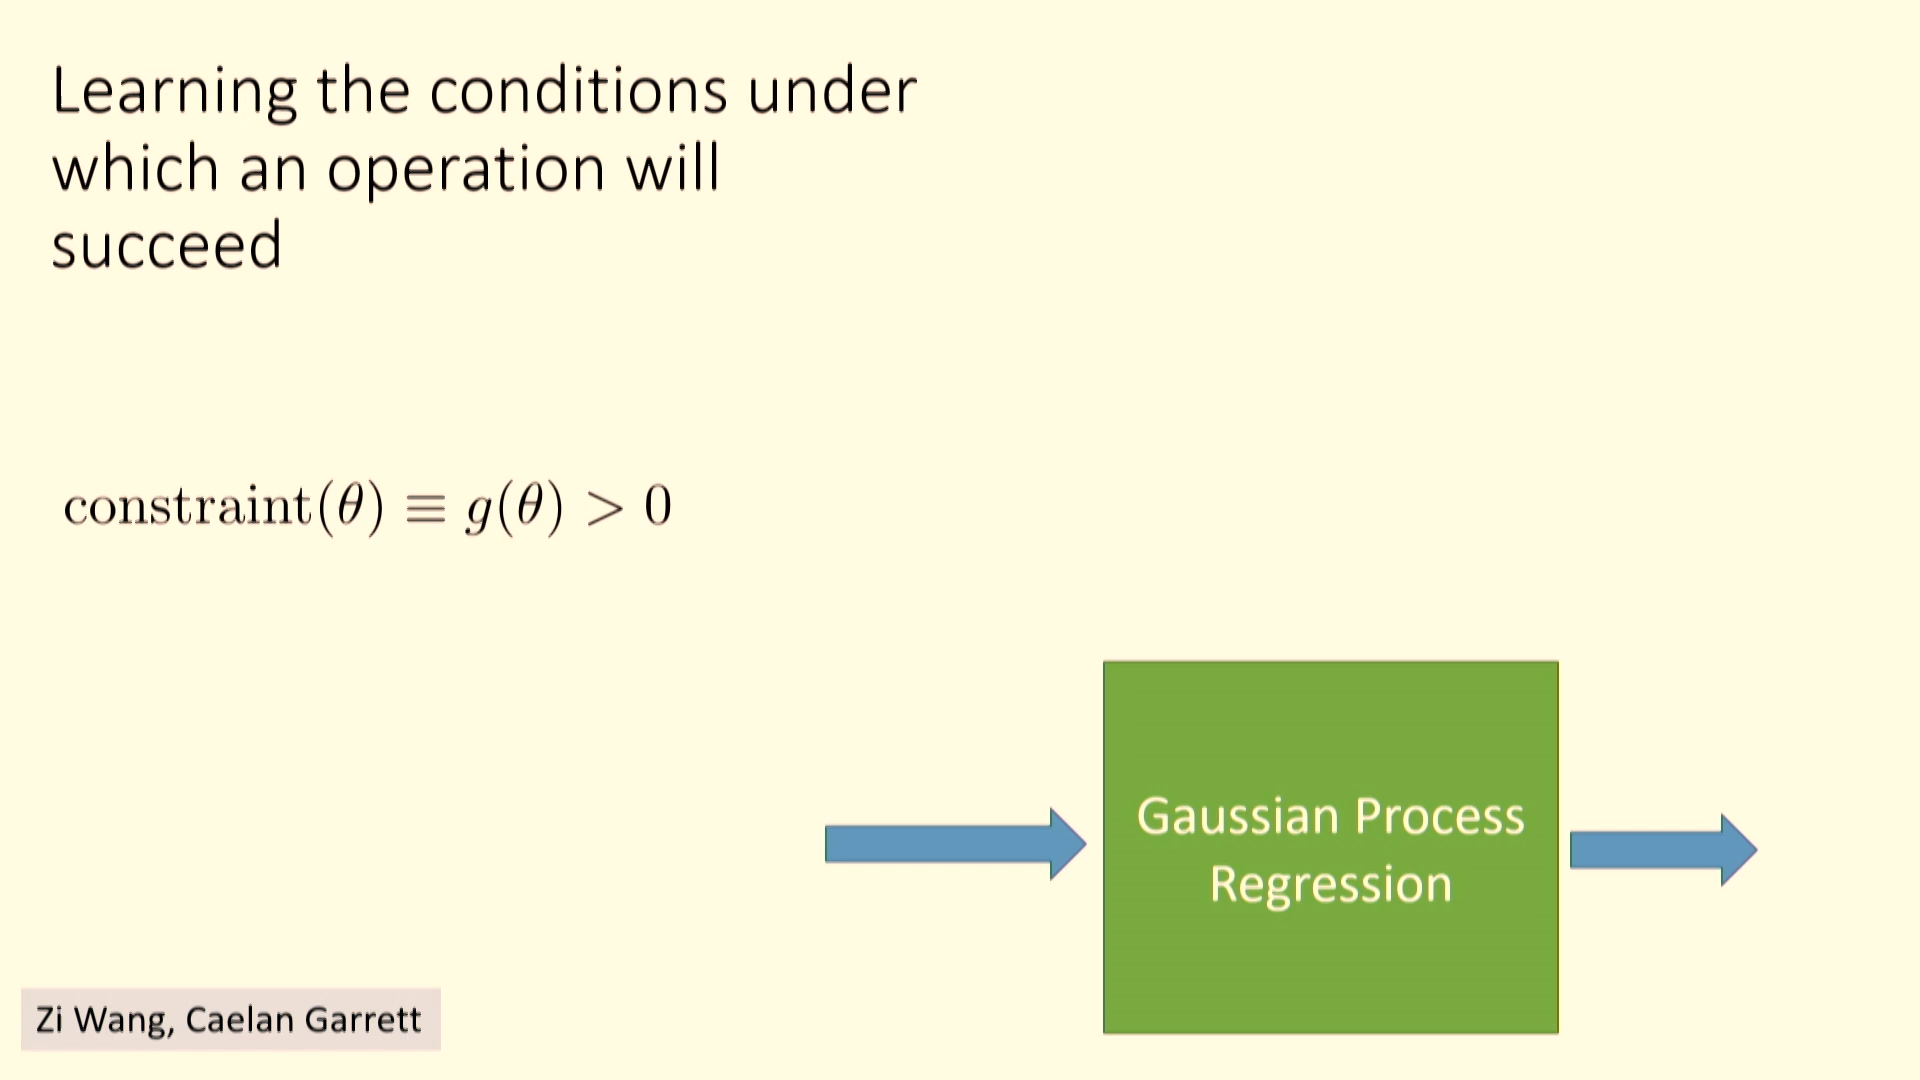 Learning the conditions under
which an operation will
succeed
constraint(θ) ≡ g(θ) > 0
Gaussian Process
Regression
Zi Wang, Caelan Garrett